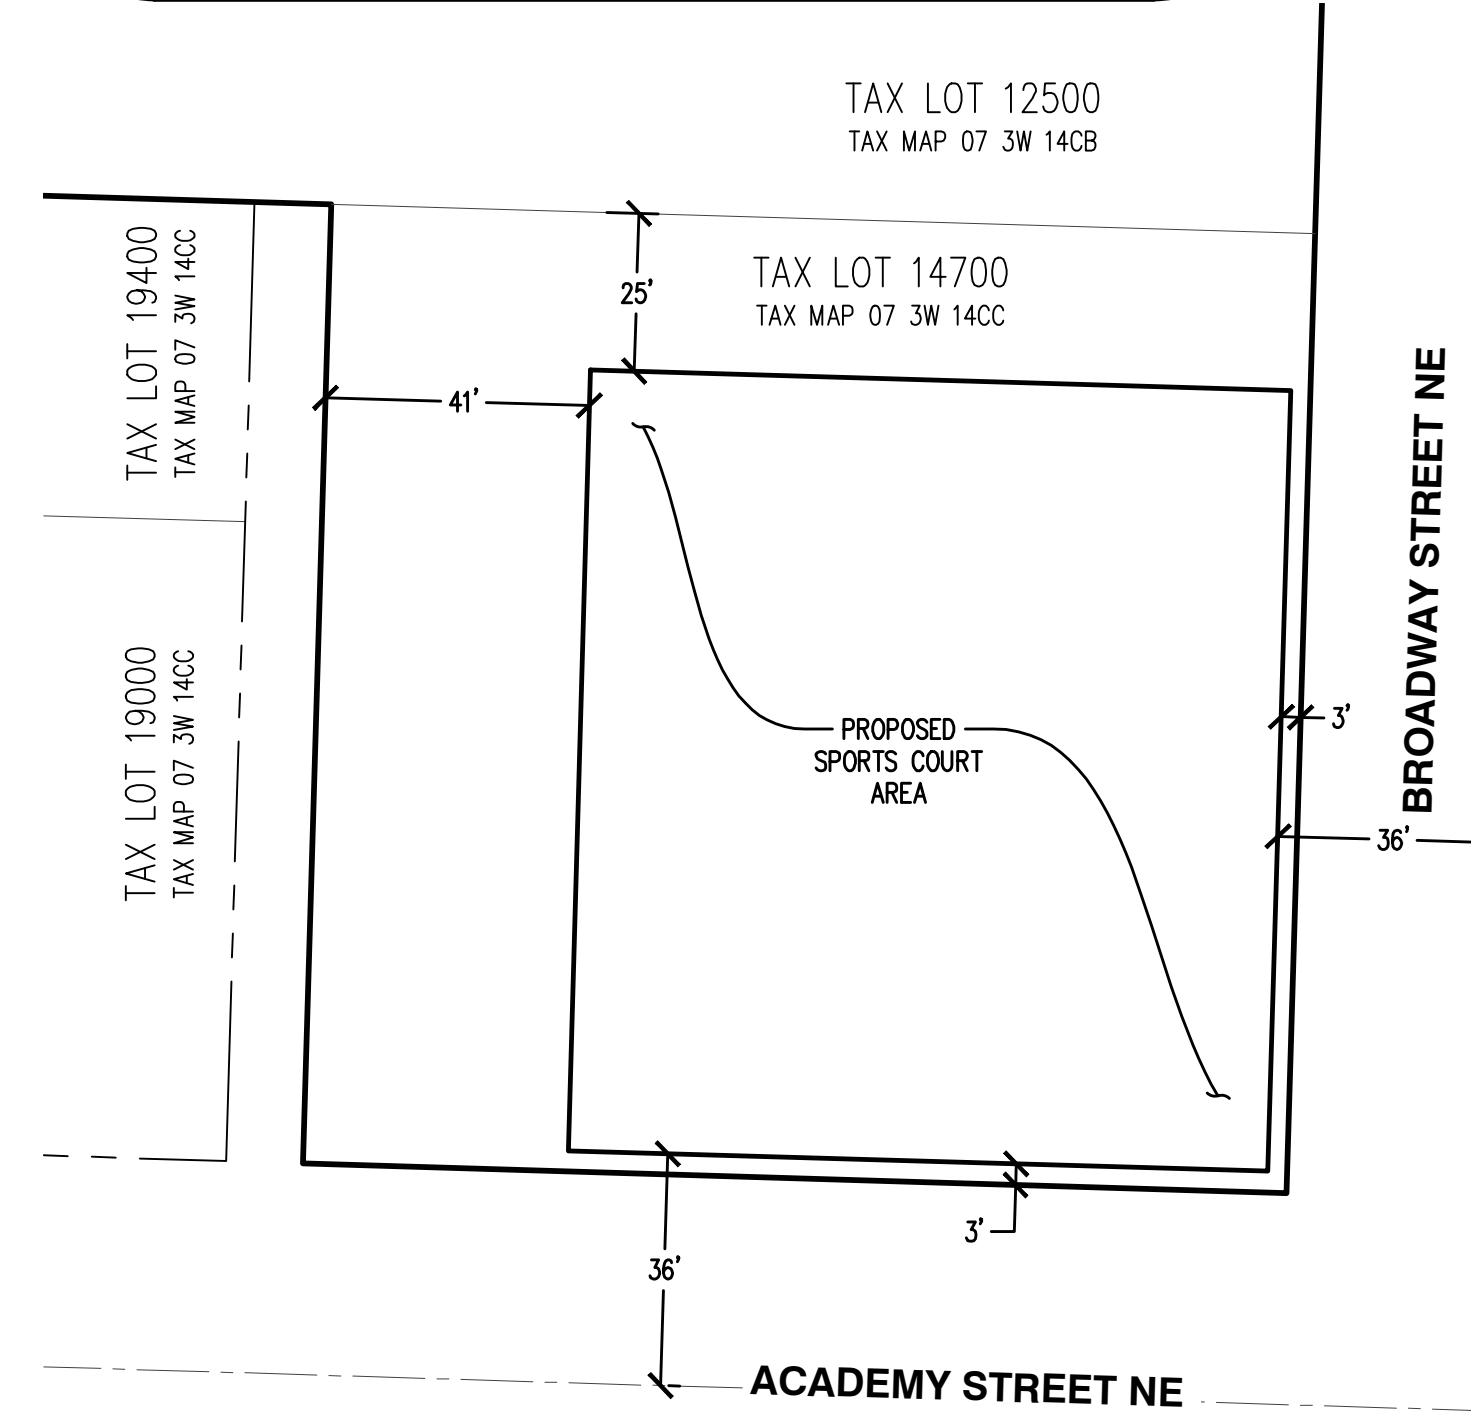 TAX LOT 12500
TAX MAP 07 3W 14CB
TAX LOT 19400
TAX MAP 07 3W 14CC
25'
TAX LOT 14700
TAX MAP 07 3W 14CC
41'
BROADWAY STREET NE
TAX LOT 19000
TAX MAP 07 3W 14CC
3'
PROPOSED
SPORTS COURT
AREA
36'
3'
36'
ACADEMY STREET NE